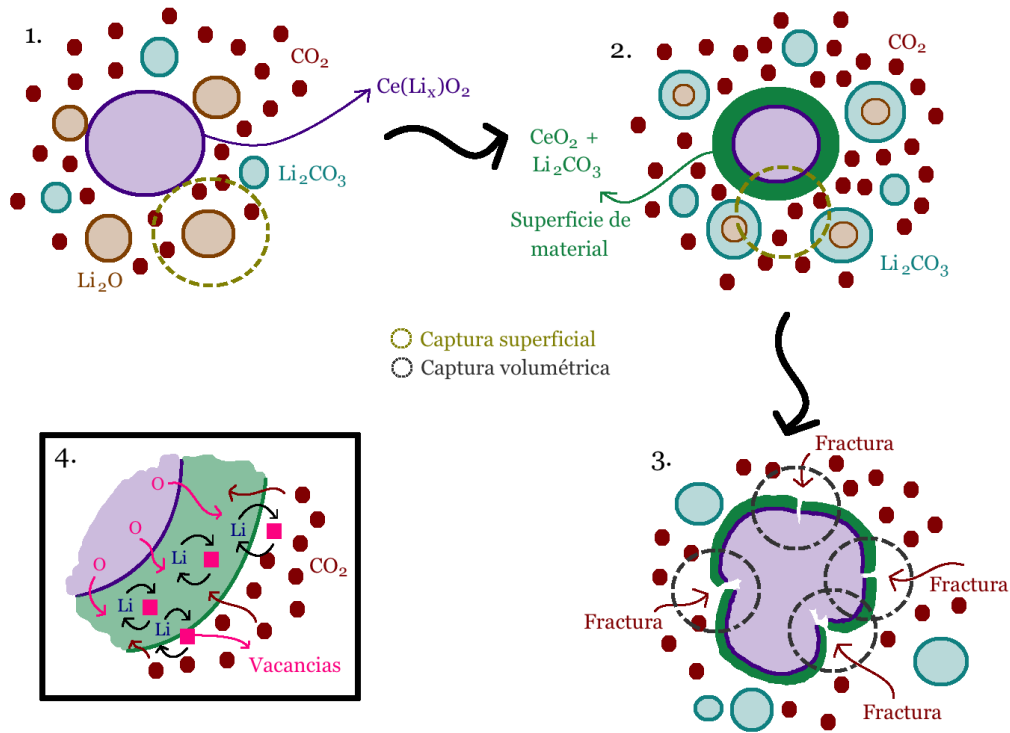 1.
CO₂
Ce(Liₓ)O₂
Li₂CO₃
Li₂O
2.
CO₂
CeO₂ +
Li₂CO₃
Superficie de
material
Li₂CO₃
Captura superficial
Captura volumétrica
3.
Fractura
Fractura
Fractura
Fractura
4.
O
O
O
Li
Li
Li
Li
CO₂
Vacancias